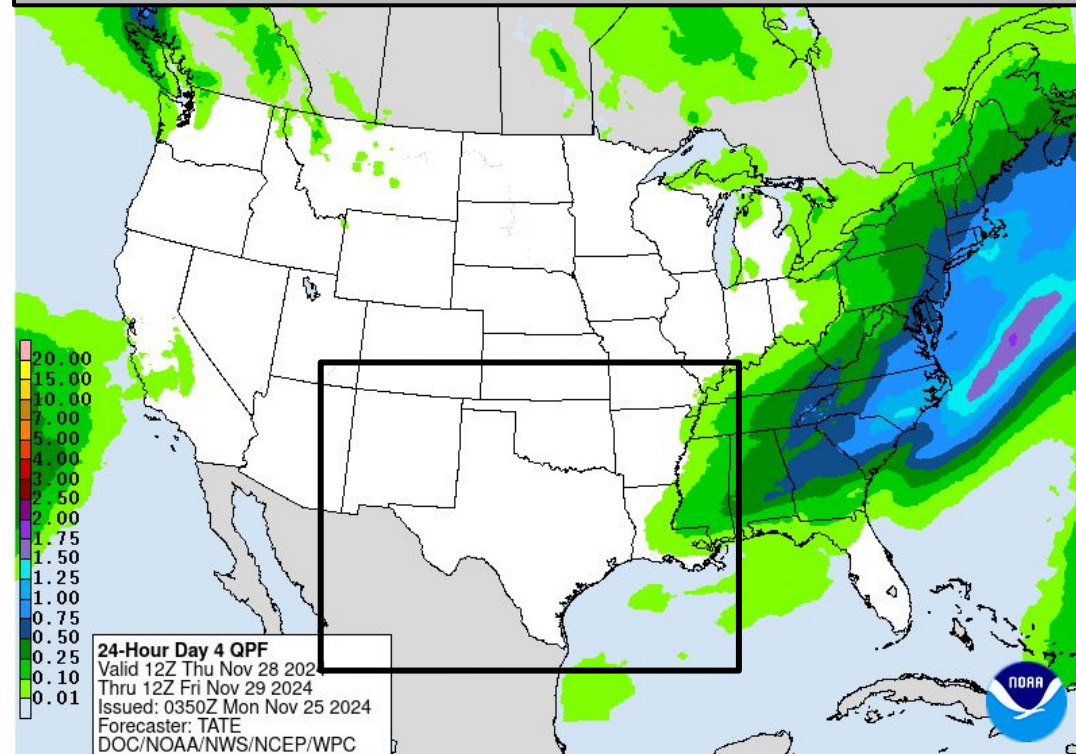 20.00
15.00
10.00
7.00
5.00
4.00
3.00
2.50
2.00
1.75
1.50
1.25
1.00
0.75
0.50
0.25
0.10
0.01
24-Hour Day 4 QPF
Valid 12Z Thu Nov 28 2024
Thru 12Z Fri Nov 29 2024
Issued: 0350Z Mon Nov 25 2024
Forecaster: TATE
DOC/NOAA/NWS/NCEP/WPC
NOAA